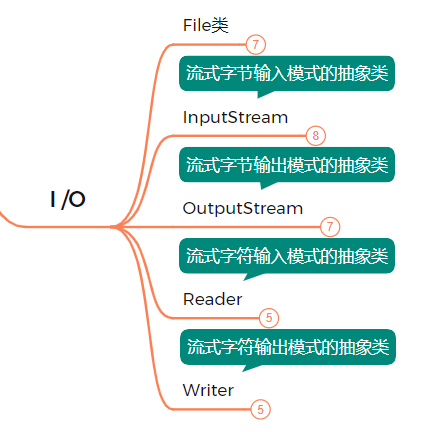 File类
7
流式字节输入模式的抽象类
InputStream
8
流式字节输出模式的抽象类
I /O
OutputStream
7
流式字符输入模式的抽象类
Reader
5
流式字符输出模式的抽象类
Writer
5